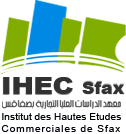 IHEC Sfax
معهد الدراسات العليا التجارية بصفاقس
Institut des Hautes Etudes
Commerciales de Sfax